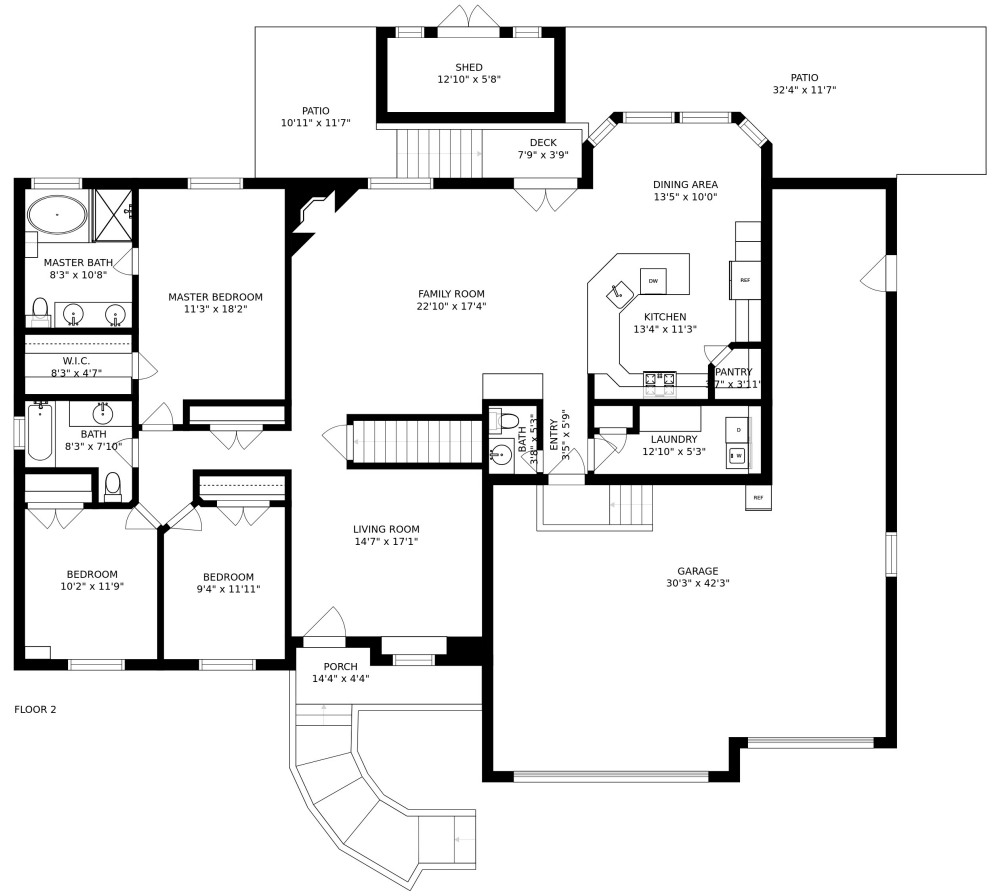 SHED
12'10" x 5'8"
PATIO
32'4" x 11'7"
PATIO
10'11" x 11'7"
DECK
7'9" x 3'9"
DINING AREA
13'5" x 10'0"
MASTER BATH
8'3" x 10'8"
MASTER BEDROOM
11'3" x 18'2"
FAMILY ROOM
22'10" x 17'4"
DW
REF
KITCHEN
13'4" x 11'3"
W.I.C.
8'3" x 4'7"
PANTRY
3'7" x 3'11"
BATH
8'3" x 7'10"
BATH
3'8" x 5'3"
ENTRY
3'5" x 5'9"
LAUNDRY
12'10" x 5'3"
D
W
REF
LIVING ROOM
14'7" x 17'1"
BEDROOM
10'2" x 11'9"
BEDROOM
9'4" x 11'11"
GARAGE
30'3" x 42'3"
PORCH
14'4" x 4'4"
FLOOR 2